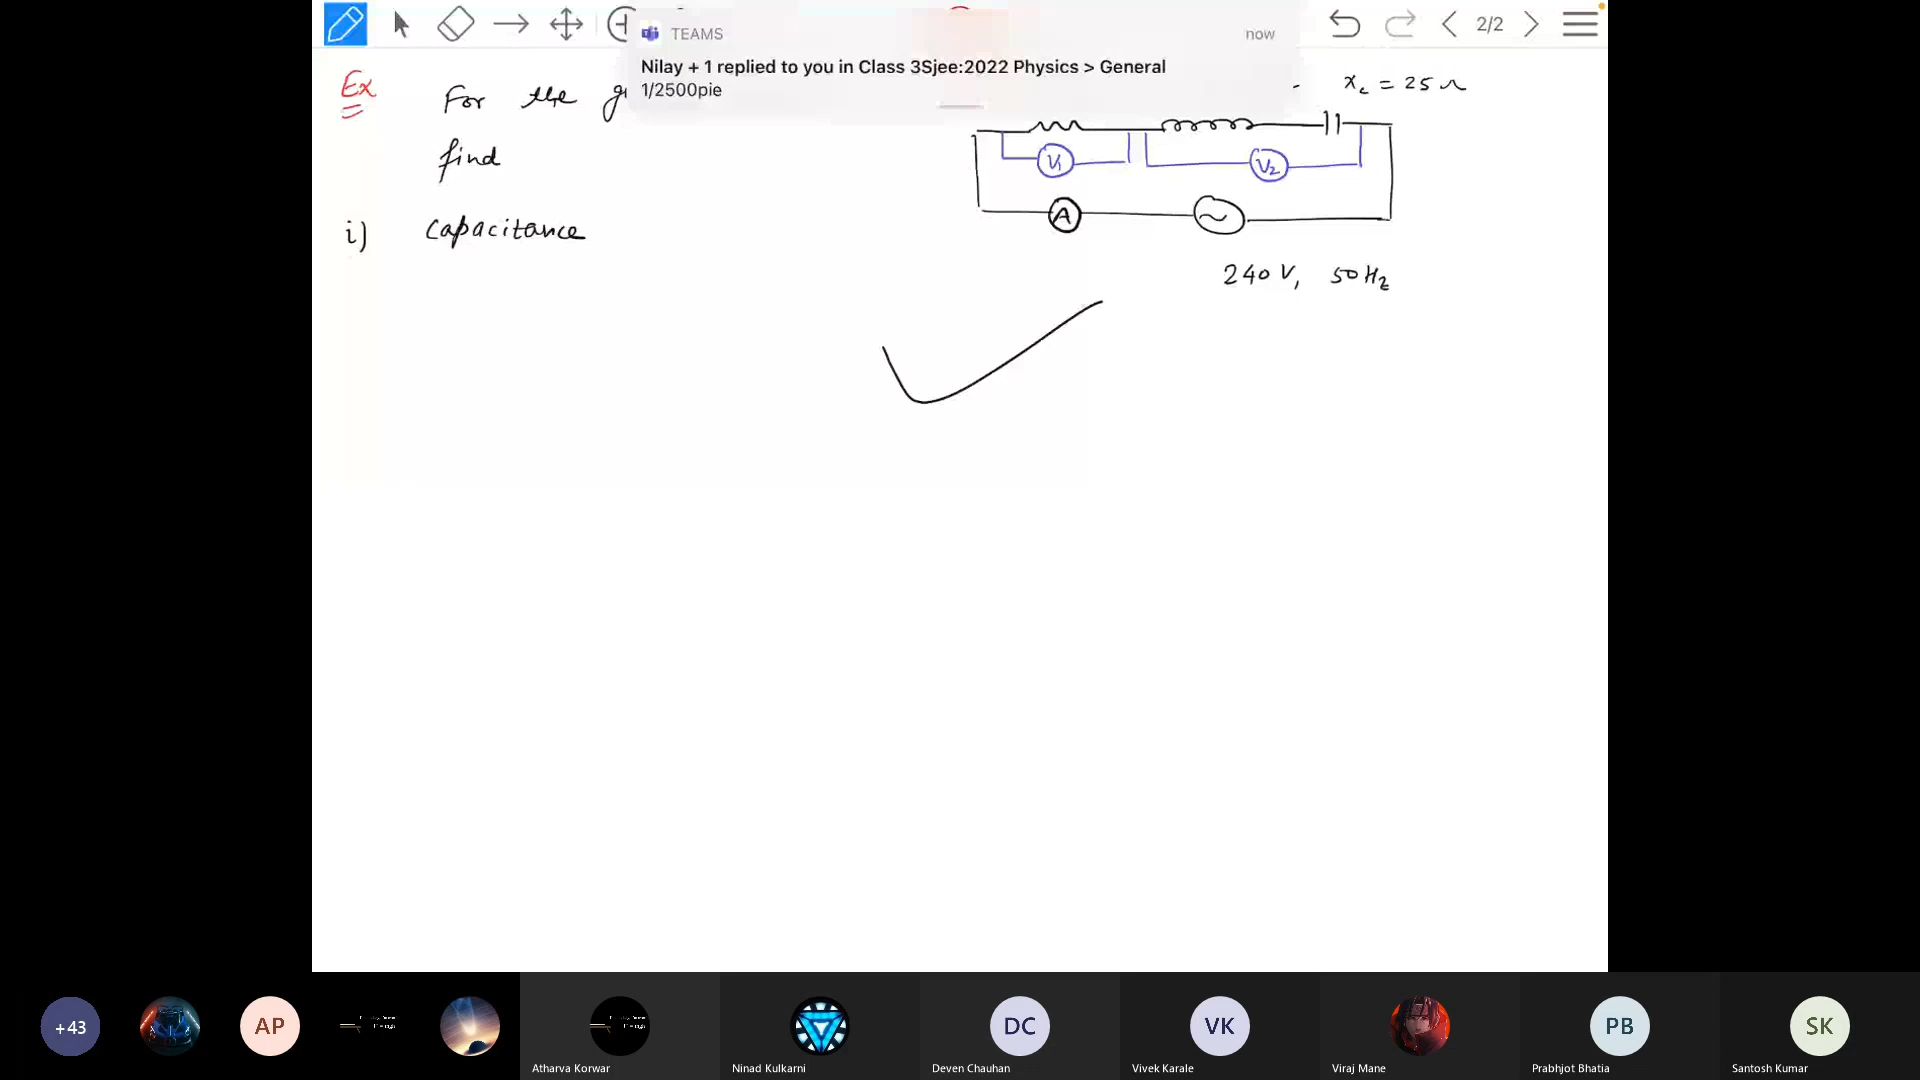 2/2
TEAMS
now
Nilay + 1 replied to you in Class 3Sjee:2022 Physics > General
1/2500pie
Ex
For the
find
x_c = 25 Ω
V₁
V₂
i) Capacitance
A
240 V, 50 Hz
+43
AP
DC
VK
PB
SK
Atharva Korwar
Ninad Kulkarni
Deven Chauhan
Vivek Karale
Viraj Mane
Prabhjot Bhatia
Santosh Kumar